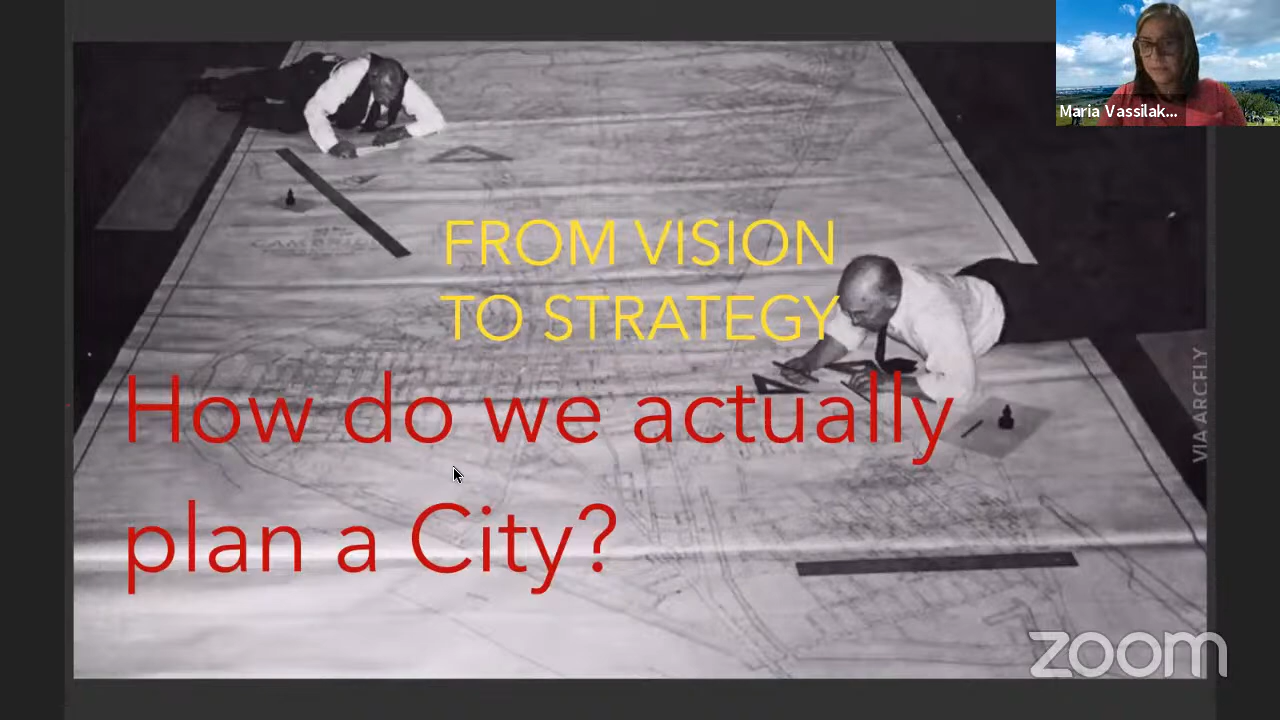 Maria Vassilak...
FROM VISION
TO STRATEGY
How do we actually
plan a City?
VIA ARCFLY
zoom